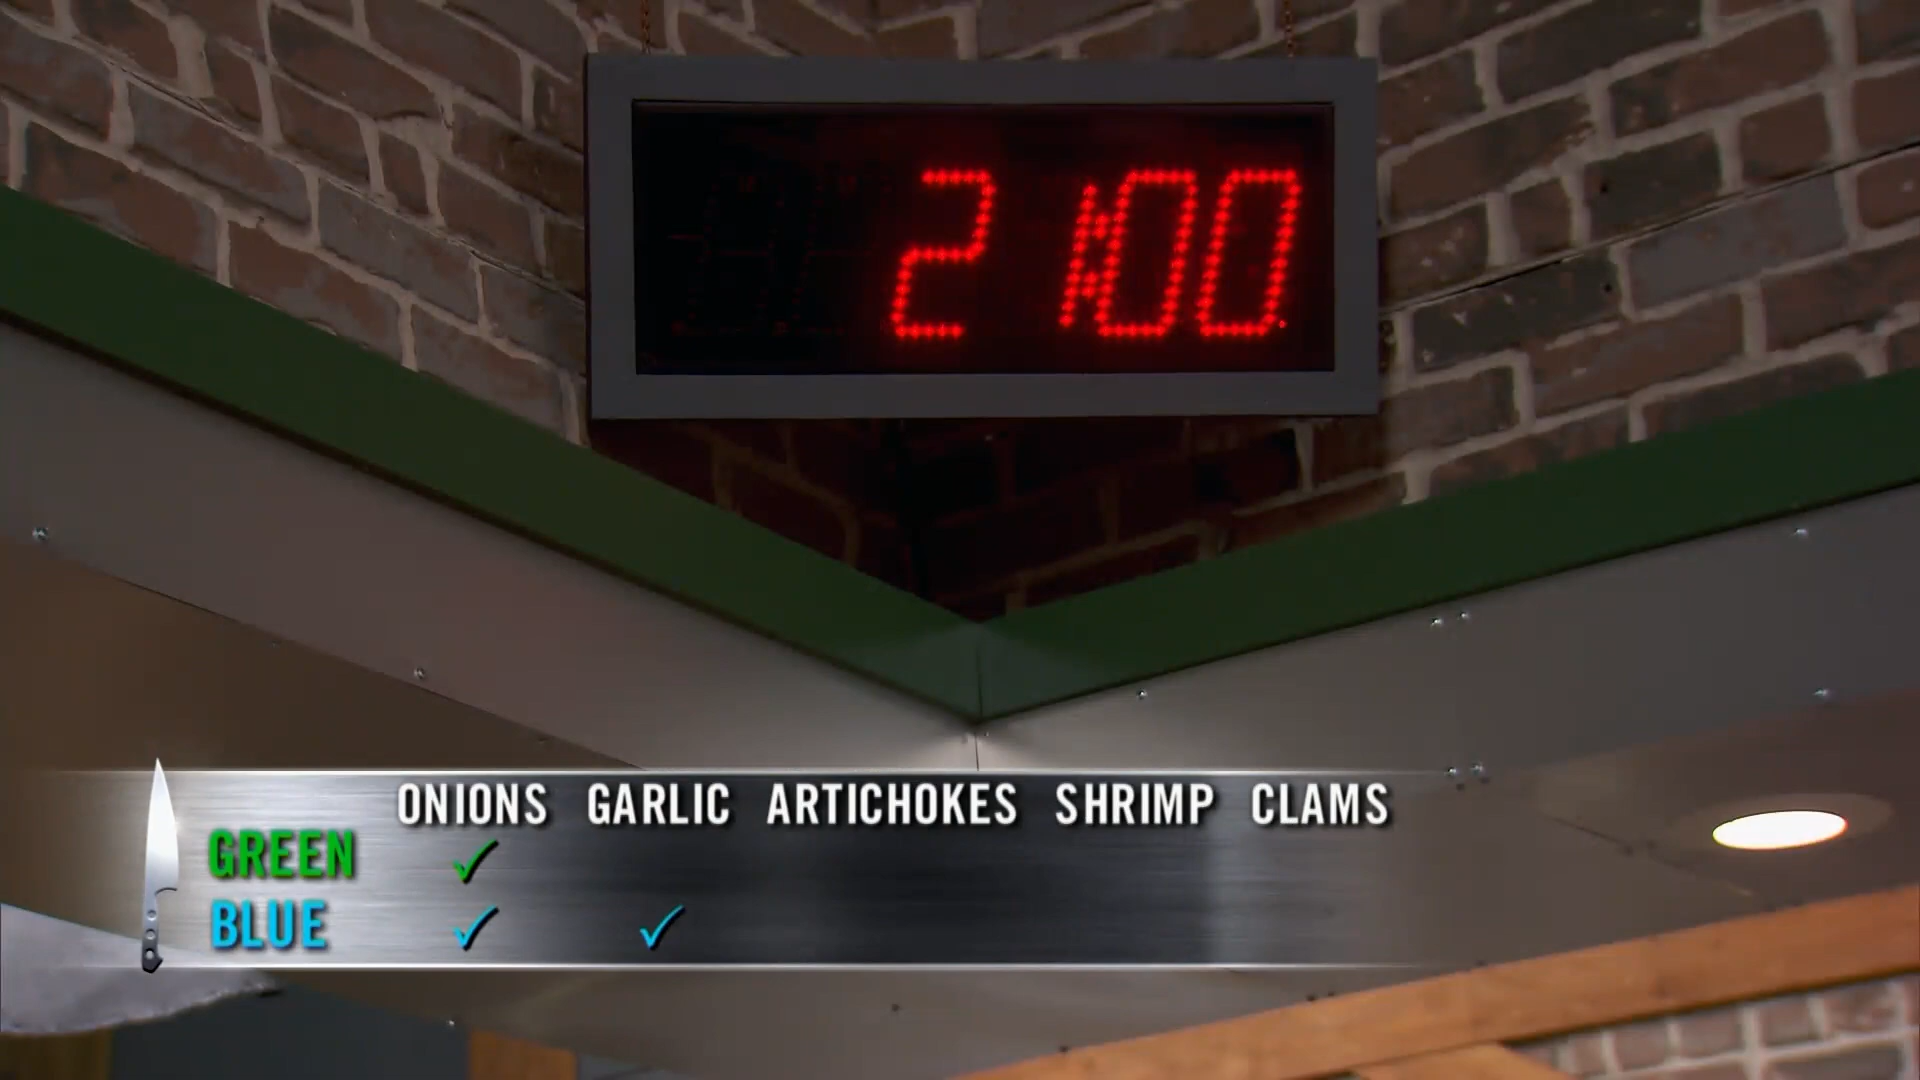 2 00
ONIONS GARLIC ARTICHOKES SHRIMP CLAMS
GREEN ✓
BLUE ✓ ✓